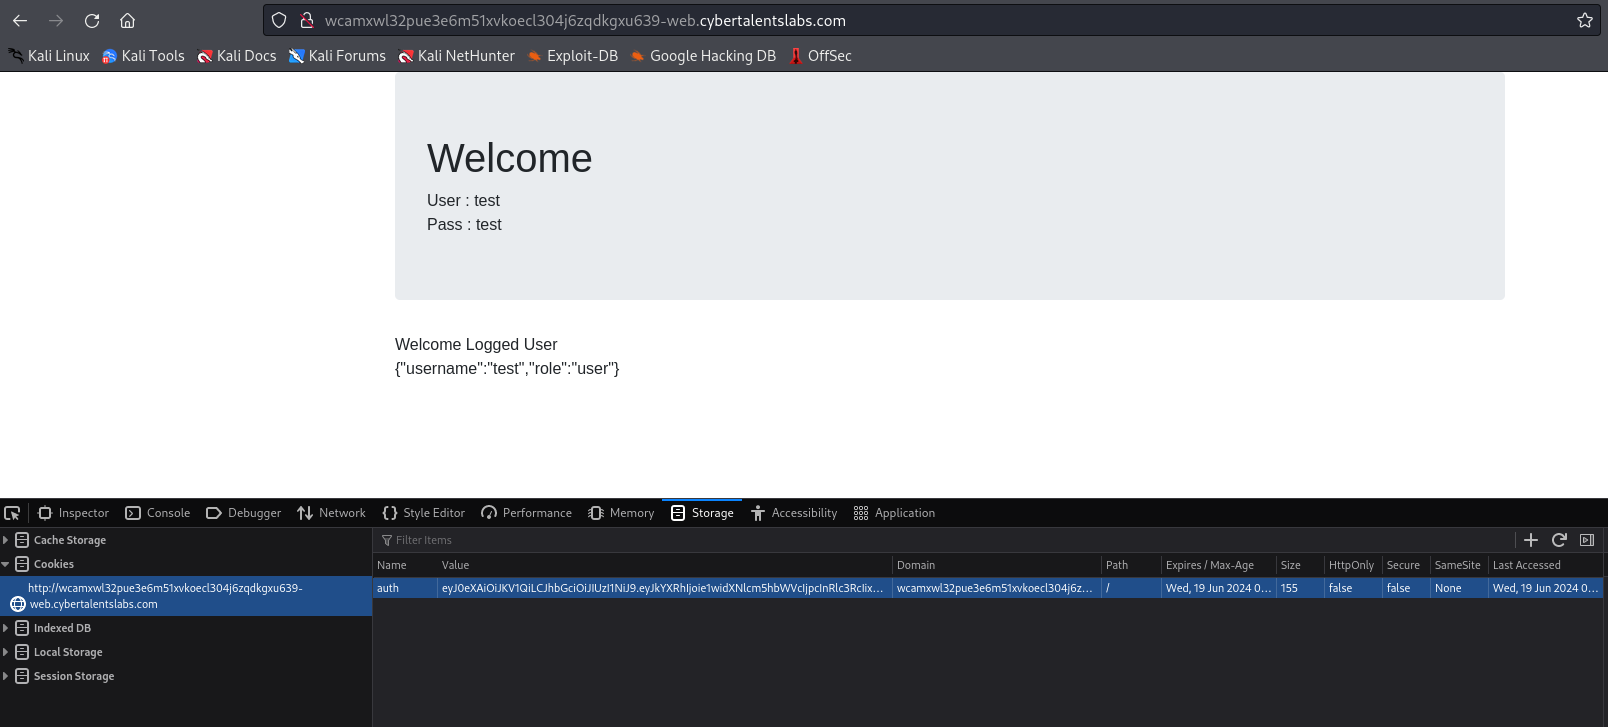 wcamxwl32pue3e6m51xvkoecl304j6zqdkgxu639-web.cybertalentslabs.com
Kali Linux Kali Tools Kali Docs Kali Forums Kali NetHunter Exploit-DB Google Hacking DB OffSec
Welcome
User : test
Pass : test
Welcome Logged User
{"username":"test","role":"user"}
Inspector Console Debugger Network Style Editor Performance Memory Storage Accessibility Application
Cache Storage
Cookies
http://wcamxwl32pue3e6m51xvkoecl304j6zqdkgxu639-
web.cybertalentslabs.com
Indexed DB
Local Storage
Session Storage
Filter Items
Name Value Domain Path Expires / Max-Age Size HttpOnly Secure SameSite Last Accessed
auth eyJ0eXAiOiJKV1QiLCJhbGciOiJIUzI1NiJ9.eyJkYXRhIjoie1widXNlcm5hbWVcIjpcInRlc3RcIix... wcamxwl32pue3e6m51xvkoecl304j6z... / Wed, 19 Jun 2024 0... 155 false false None Wed, 19 Jun 2024 0...